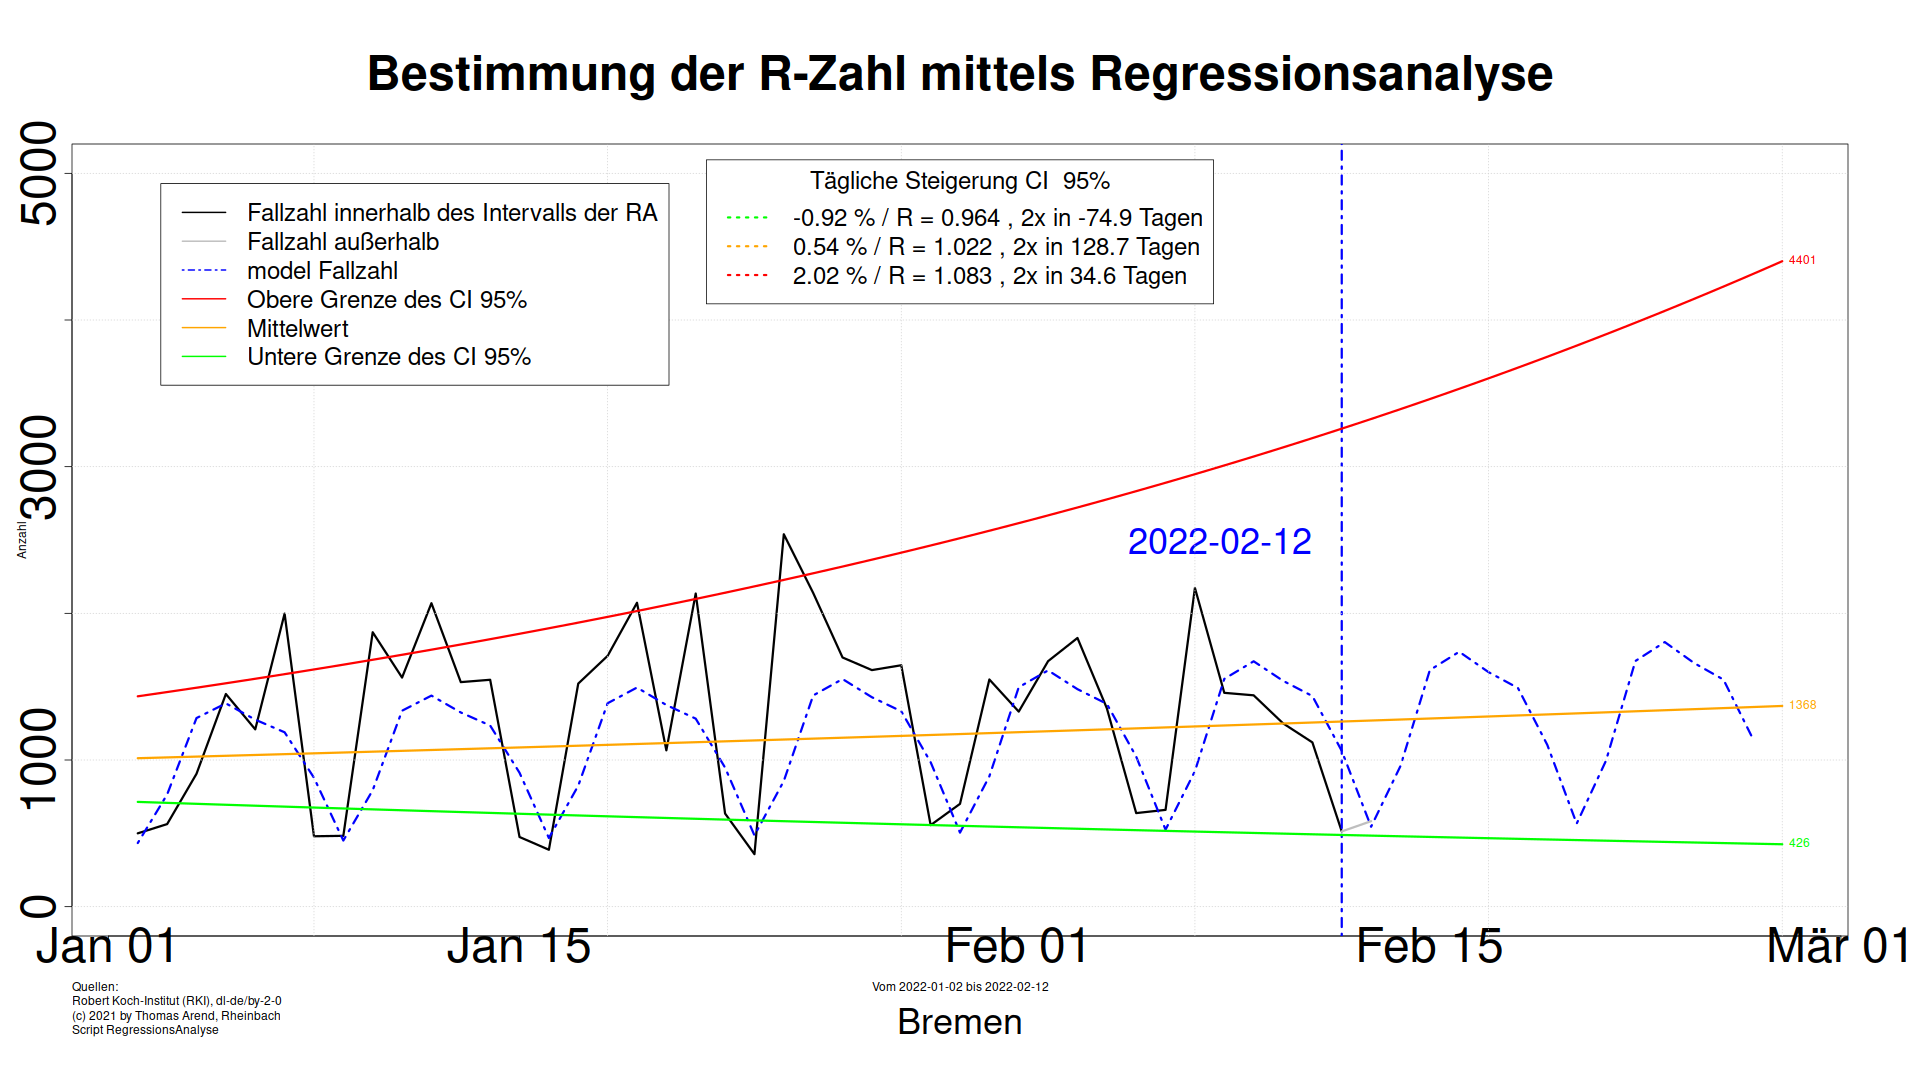 Bestimmung der R-Zahl mittels Regressionsanalyse
5000
3000
1000
0
Anzahl
Fallzahl innerhalb des Intervalls der RA
Fallzahl außerhalb
model Fallzahl
Obere Grenze des CI 95%
Mittelwert
Untere Grenze des CI 95%
Tägliche Steigerung CI  95%
-0.92 % / R = 0.964 , 2x in -74.9 Tagen
0.54 % / R = 1.022 , 2x in 128.7 Tagen
2.02 % / R = 1.083 , 2x in 34.6 Tagen
4401
2022-02-12
1368
426
Jan 01 Jan 15 Feb 01 Feb 15 Mär 01
Quellen:
Robert Koch-Institut (RKI), dl-de/by-2-0
(c) 2021 by Thomas Arend, Rheinbach
Script RegressionsAnalyse
Vom 2022-01-02 bis 2022-02-12
Bremen